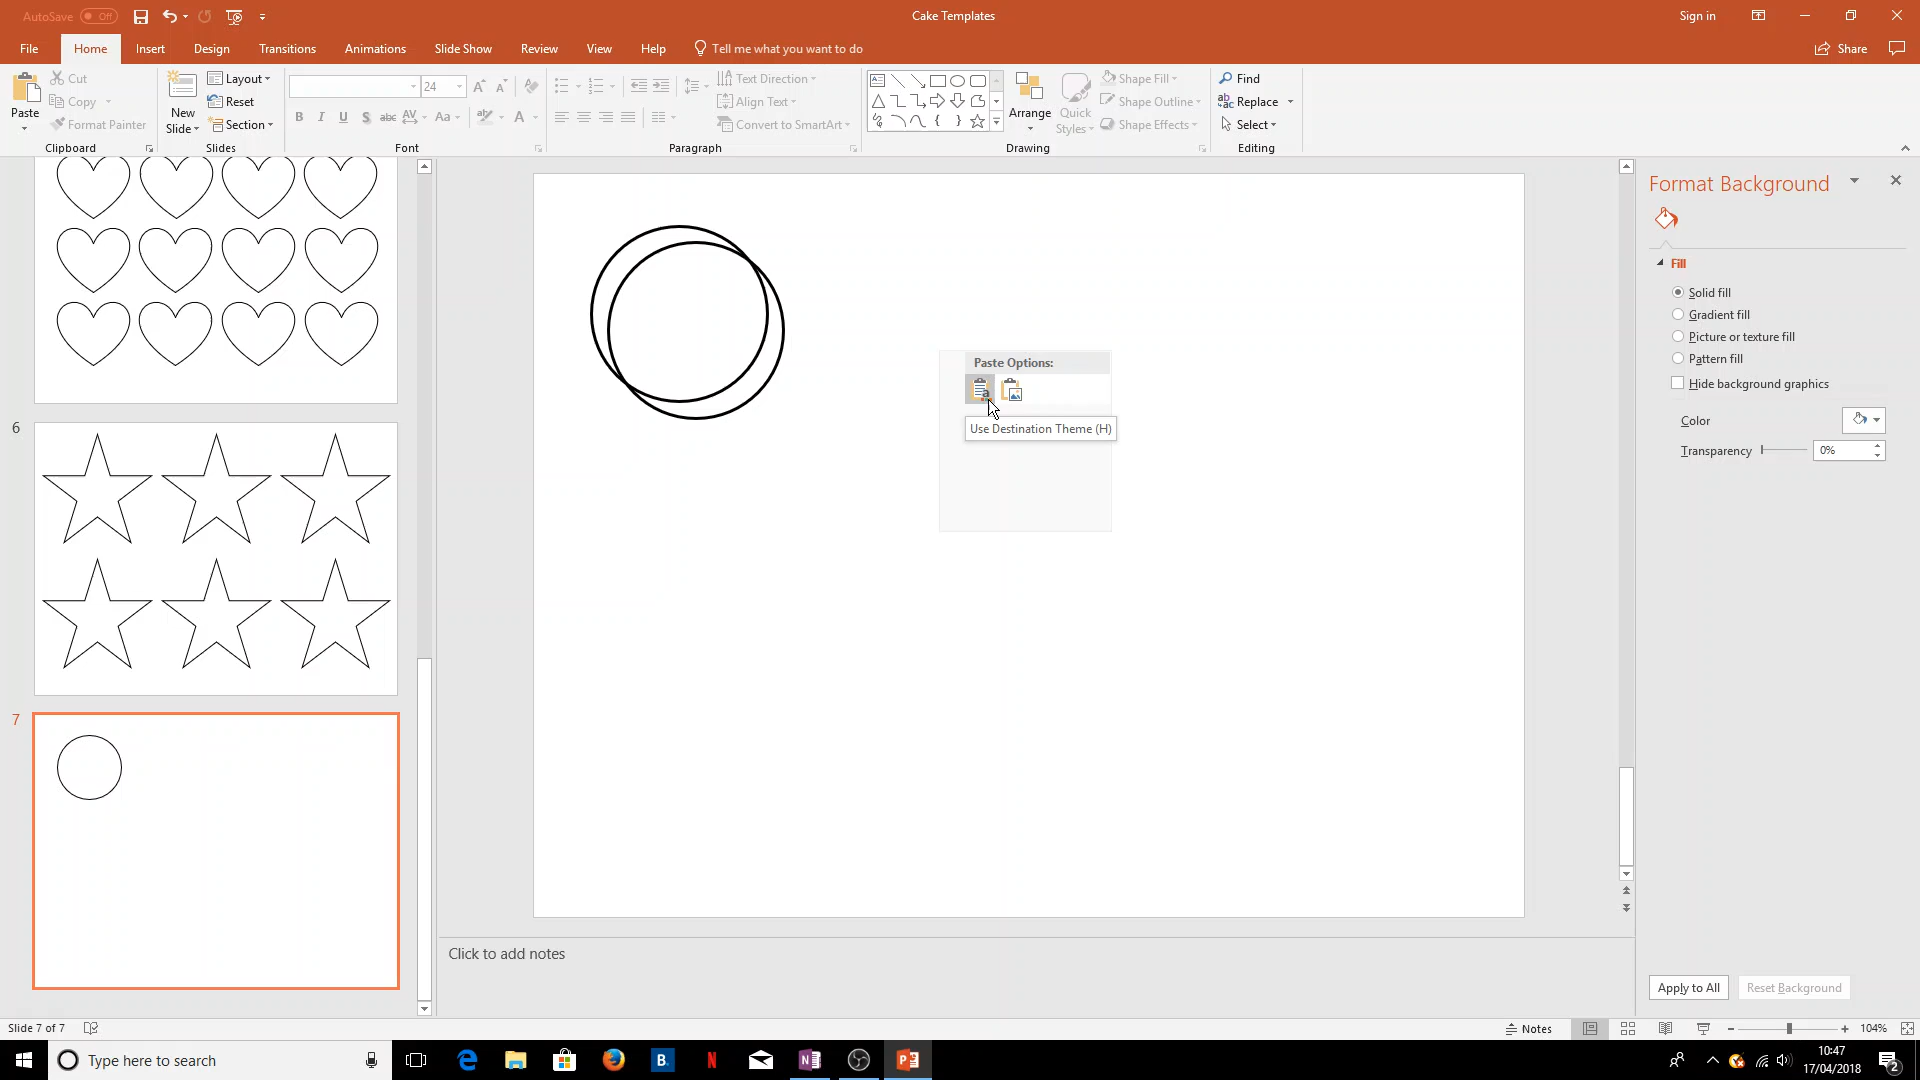 AutoSave Off
Cake Templates
Sign in
File Home Insert Design Transitions Animations Slide Show Review View Help Tell me what you want to do
Share
Paste
Cut
Copy
Format Painter
Clipboard
New
Slide
Layout
Reset
Section
Slides
24
B I U S abc AV Aa A
Font
Text Direction
Align Text
Convert to SmartArt
Paragraph
Arrange
Quick
Styles
Shape Fill
Shape Outline
Shape Effects
Drawing
Find
Replace
Select
Editing
6
7
Paste Options:
Use Destination Theme (H)
Format Background
Fill
Solid fill
Gradient fill
Picture or texture fill
Pattern fill
Hide background graphics
Color
Transparency 0%
Apply to All
Reset Background
Click to add notes
Slide 7 of 7
Notes
104%
Type here to search
B.
N
10:47
17/04/2018
2